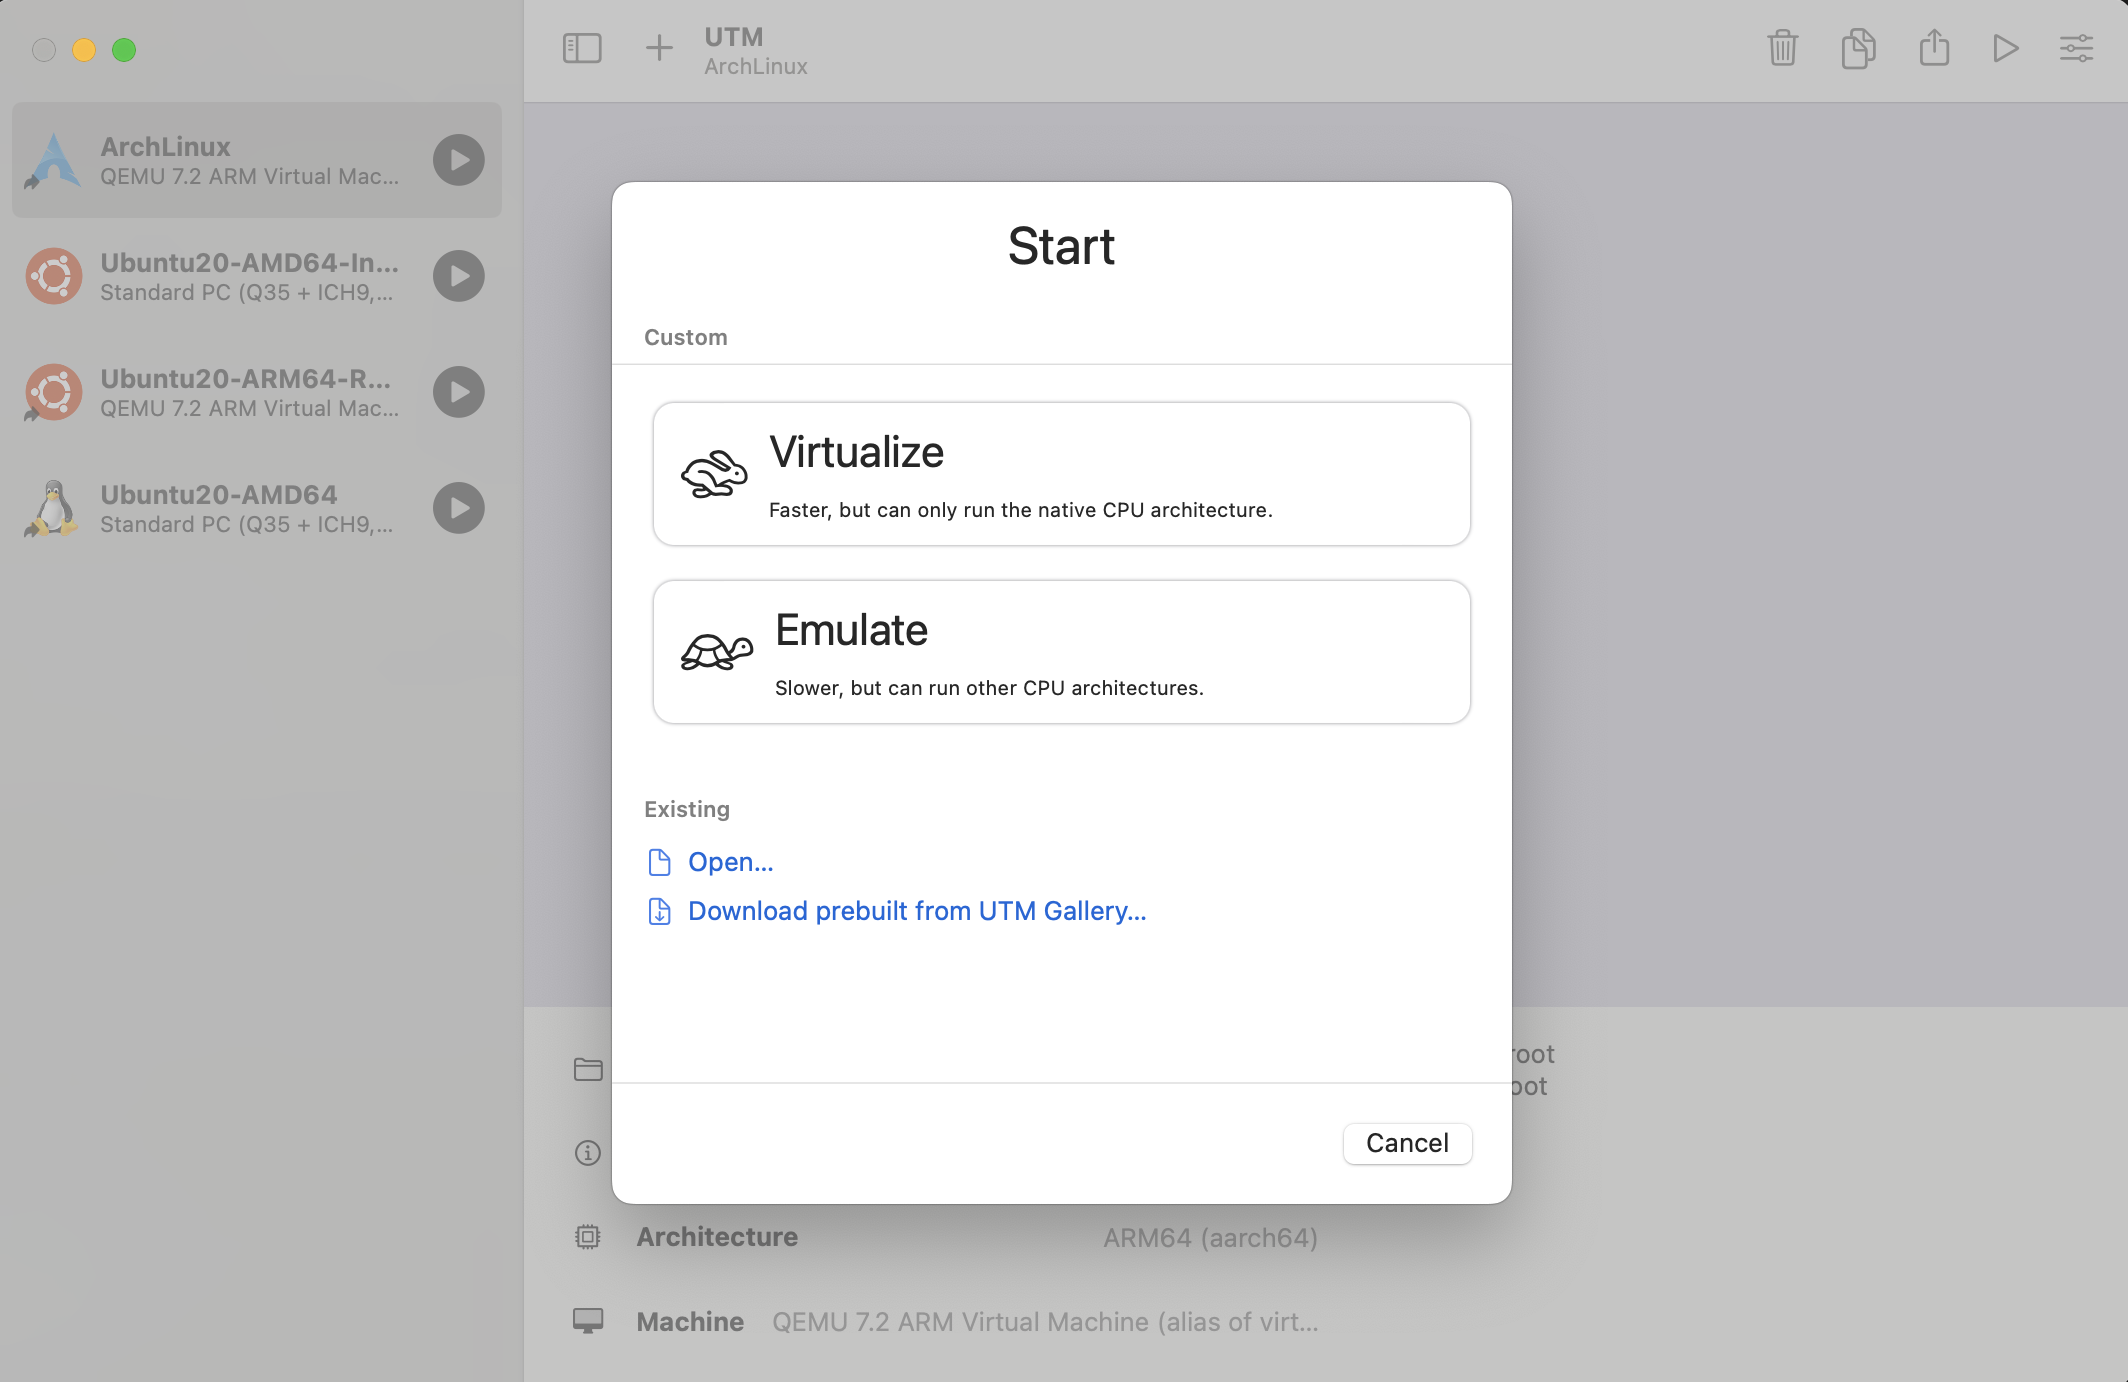 UTM
ArchLinux
ArchLinux
QEMU 7.2 ARM Virtual Mac...
Ubuntu20-AMD64-In...
Standard PC (Q35 + ICH9,...
Ubuntu20-ARM64-R...
QEMU 7.2 ARM Virtual Mac...
Ubuntu20-AMD64
Standard PC (Q35 + ICH9,...
Start
Custom
Virtualize
Faster, but can only run the native CPU architecture.
Emulate
Slower, but can run other CPU architectures.
Existing
Open...
Download prebuilt from UTM Gallery...
root
oot
Cancel
Architecture
ARM64 (aarch64)
Machine
QEMU 7.2 ARM Virtual Machine (alias of virt...